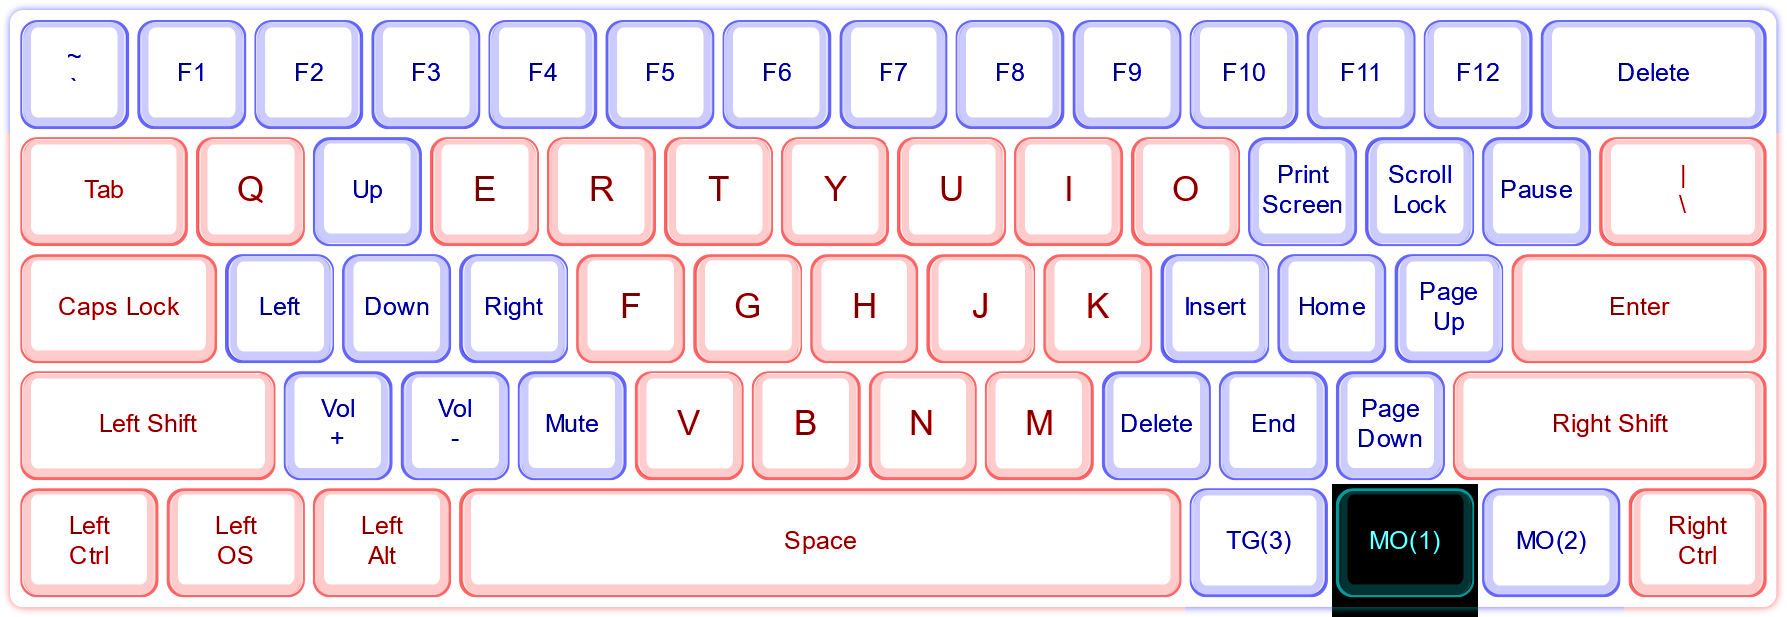 ~
`
F1
F2
F3
F4
F5
F6
F7
F8
F9
F10
F11
F12
Delete
Tab
Q
Up
E
R
T
Y
U
I
O
Print
Screen
Scroll
Lock
Pause
|
\
Caps Lock
Left
Down
Right
F
G
H
J
K
Insert
Home
Page
Up
Enter
Left Shift
Vol
+
Vol
-
Mute
V
B
N
M
Delete
End
Page
Down
Right Shift
Left
Ctrl
Left
OS
Left
Alt
Space
TG(3)
MO(1)
MO(2)
Right
Ctrl